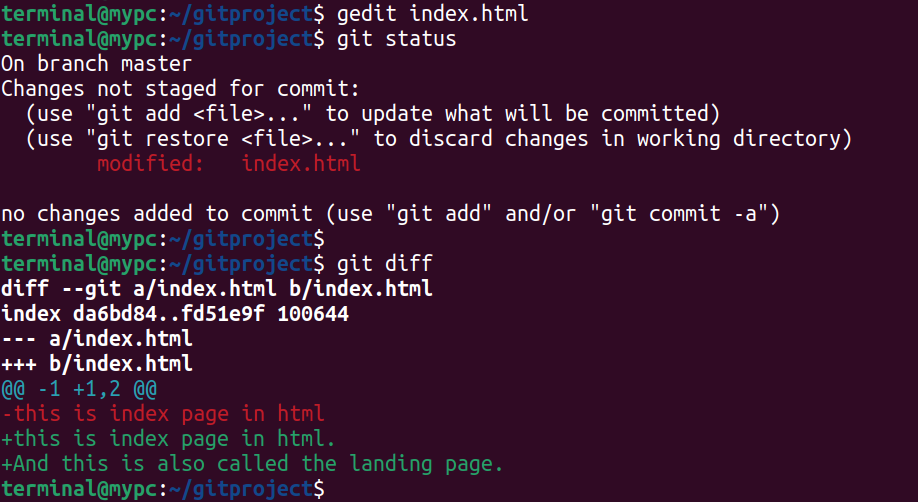 terminal@mypc:~/gitproject$ gedit index.html
terminal@mypc:~/gitproject$ git status
On branch master
Changes not staged for commit:
  (use "git add <file>..." to update what will be committed)
  (use "git restore <file>..." to discard changes in working directory)
        modified:   index.html

no changes added to commit (use "git add" and/or "git commit -a")
terminal@mypc:~/gitproject$
terminal@mypc:~/gitproject$ git diff
diff --git a/index.html b/index.html
index da6bd84..fd51e9f 100644
--- a/index.html
+++ b/index.html
@@ -1 +1,2 @@
-this is index page in html
+this is index page in html.
+And this is also called the landing page.
terminal@mypc:~/gitproject$